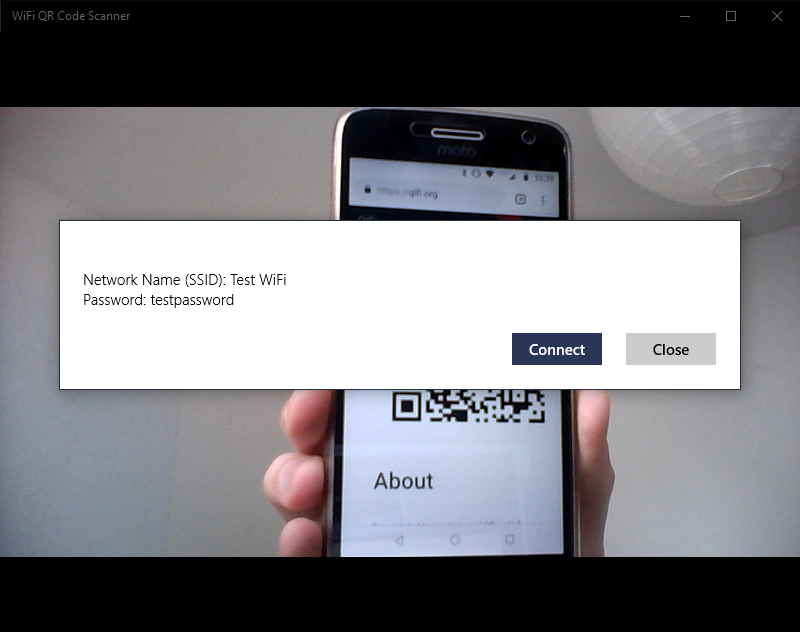 WiFi QR Code Scanner
moto
12:39
https://qifi.org
Network Name (SSID): Test WiFi
Password: testpassword
Connect
Close
About